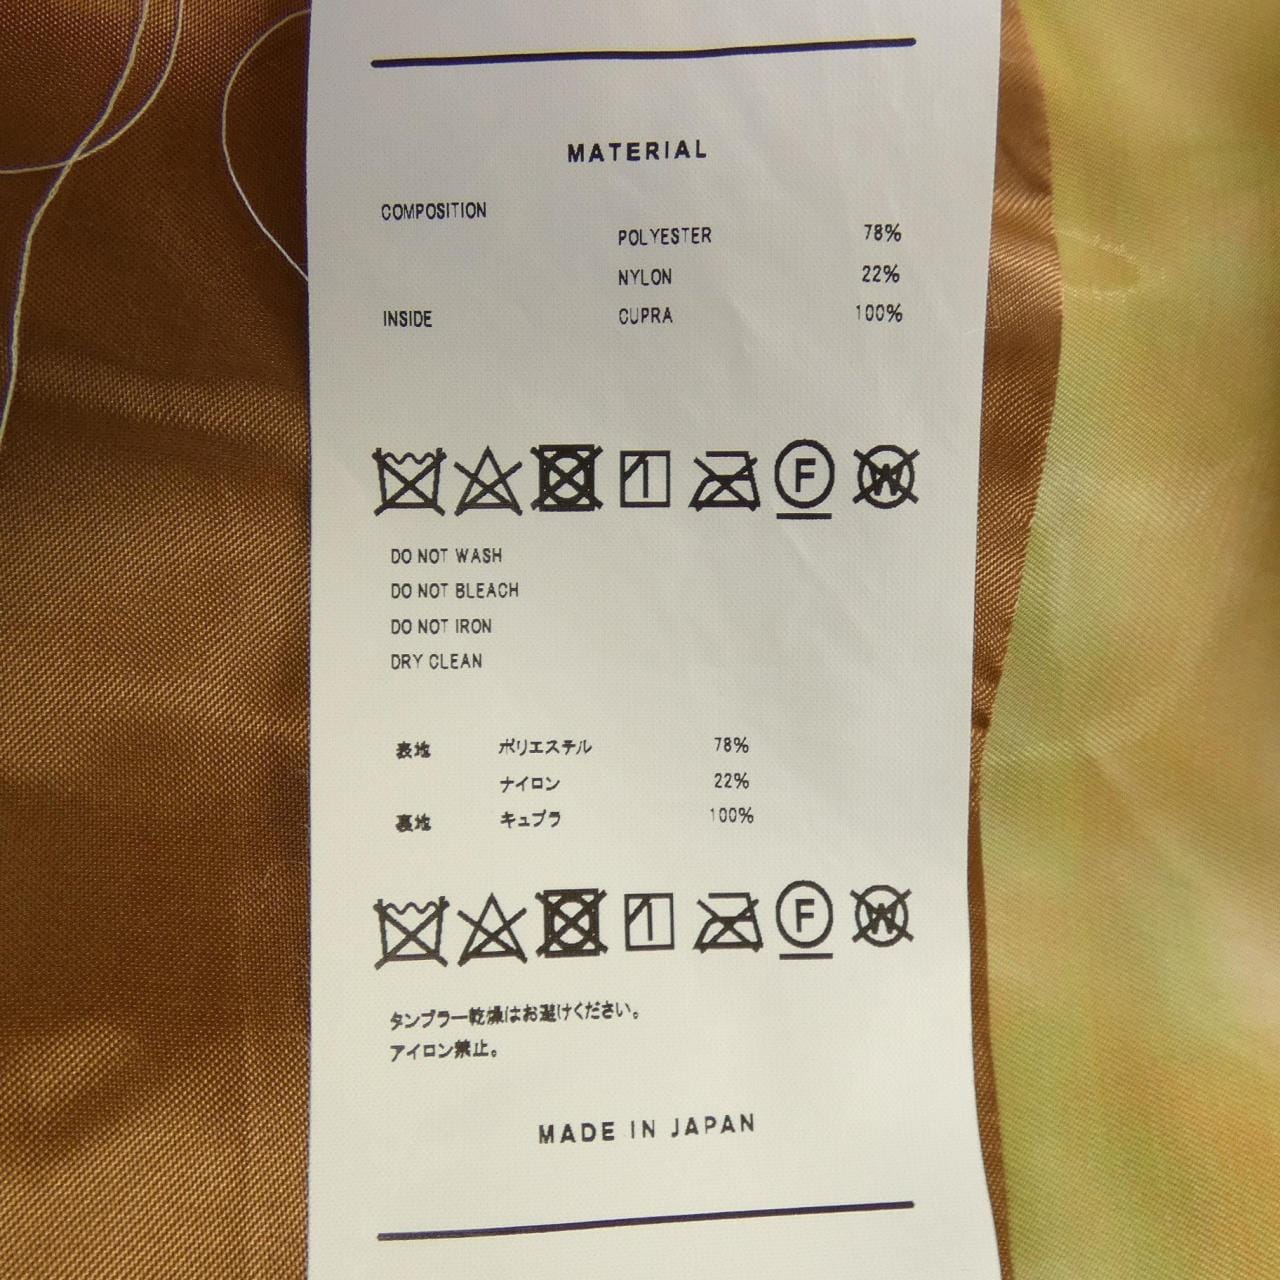 MATERIAL
COMPOSITION
POLYESTER 78%
NYLON 22%
INSIDE CUPRA 100%
F W
DO NOT WASH
DO NOT BLEACH
DO NOT IRON
DRY CLEAN
表地 ポリエステル 78%
ナイロン 22%
裏地 キュプラ 100%
F W
タンブラー乾燥はお避けください。
アイロン禁止。
MADE IN JAPAN